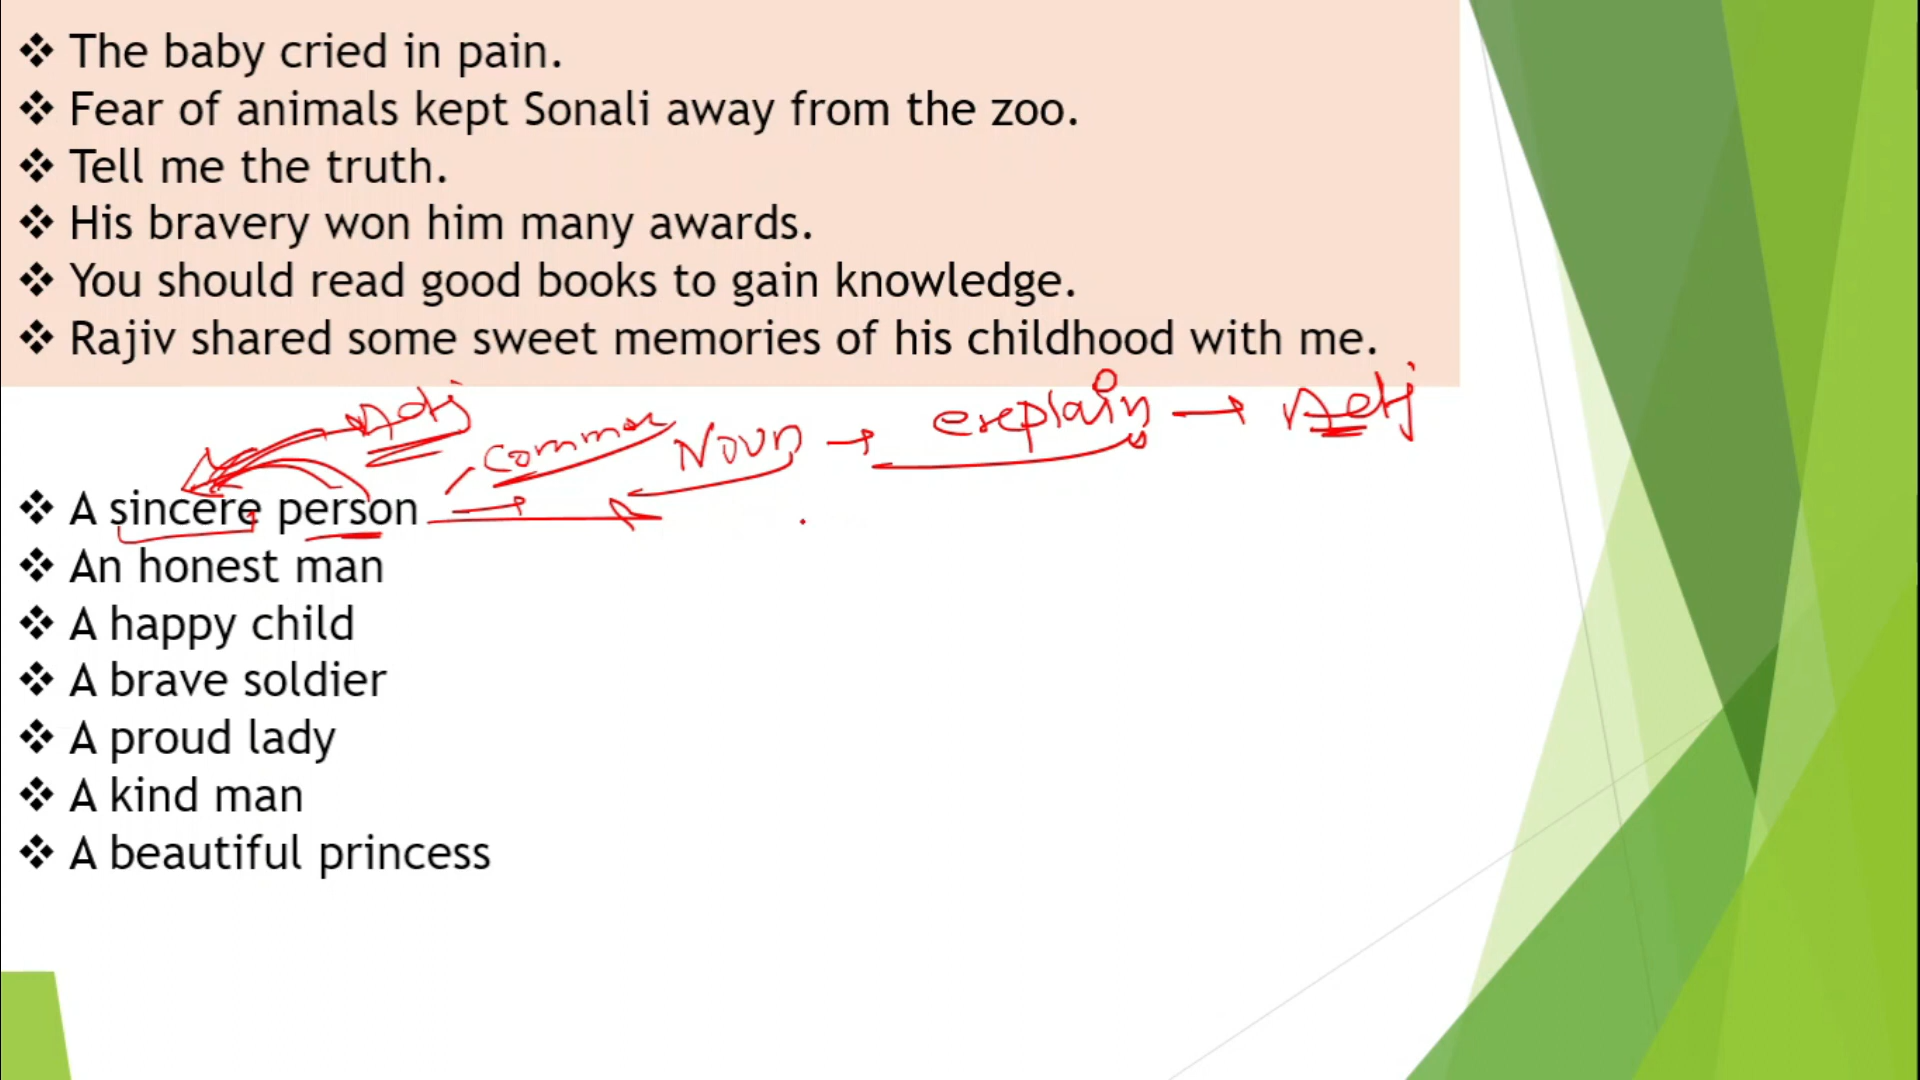 ❖ The baby cried in pain.
❖ Fear of animals kept Sonali away from the zoo.
❖ Tell me the truth.
❖ His bravery won him many awards.
❖ You should read good books to gain knowledge.
❖ Rajiv shared some sweet memories of his childhood with me.
Adj common Noun → explain → Adj
❖ A sincere person
❖ An honest man
❖ A happy child
❖ A brave soldier
❖ A proud lady
❖ A kind man
❖ A beautiful princess